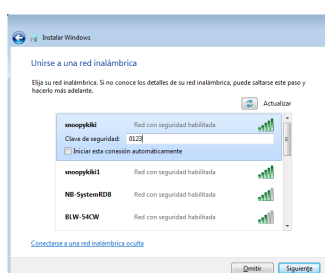 Instalar Windows
Unirse a una red inalámbrica
Elija su red inalámbrica. Si no conoce los detalles de su red inalámbrica, puede saltarse este paso y
hacerlo más adelante.
Actualizar
snoopykiki Red con seguridad habilitada
Clave de seguridad: 0123
Iniciar esta conexión automáticamente
snoopykiki1 Red con seguridad habilitada
NB-SystemRDB Red con seguridad habilitada
BLW-54CW Red con seguridad habilitada
Conectarse a una red inalámbrica oculta
Omitir Siguiente